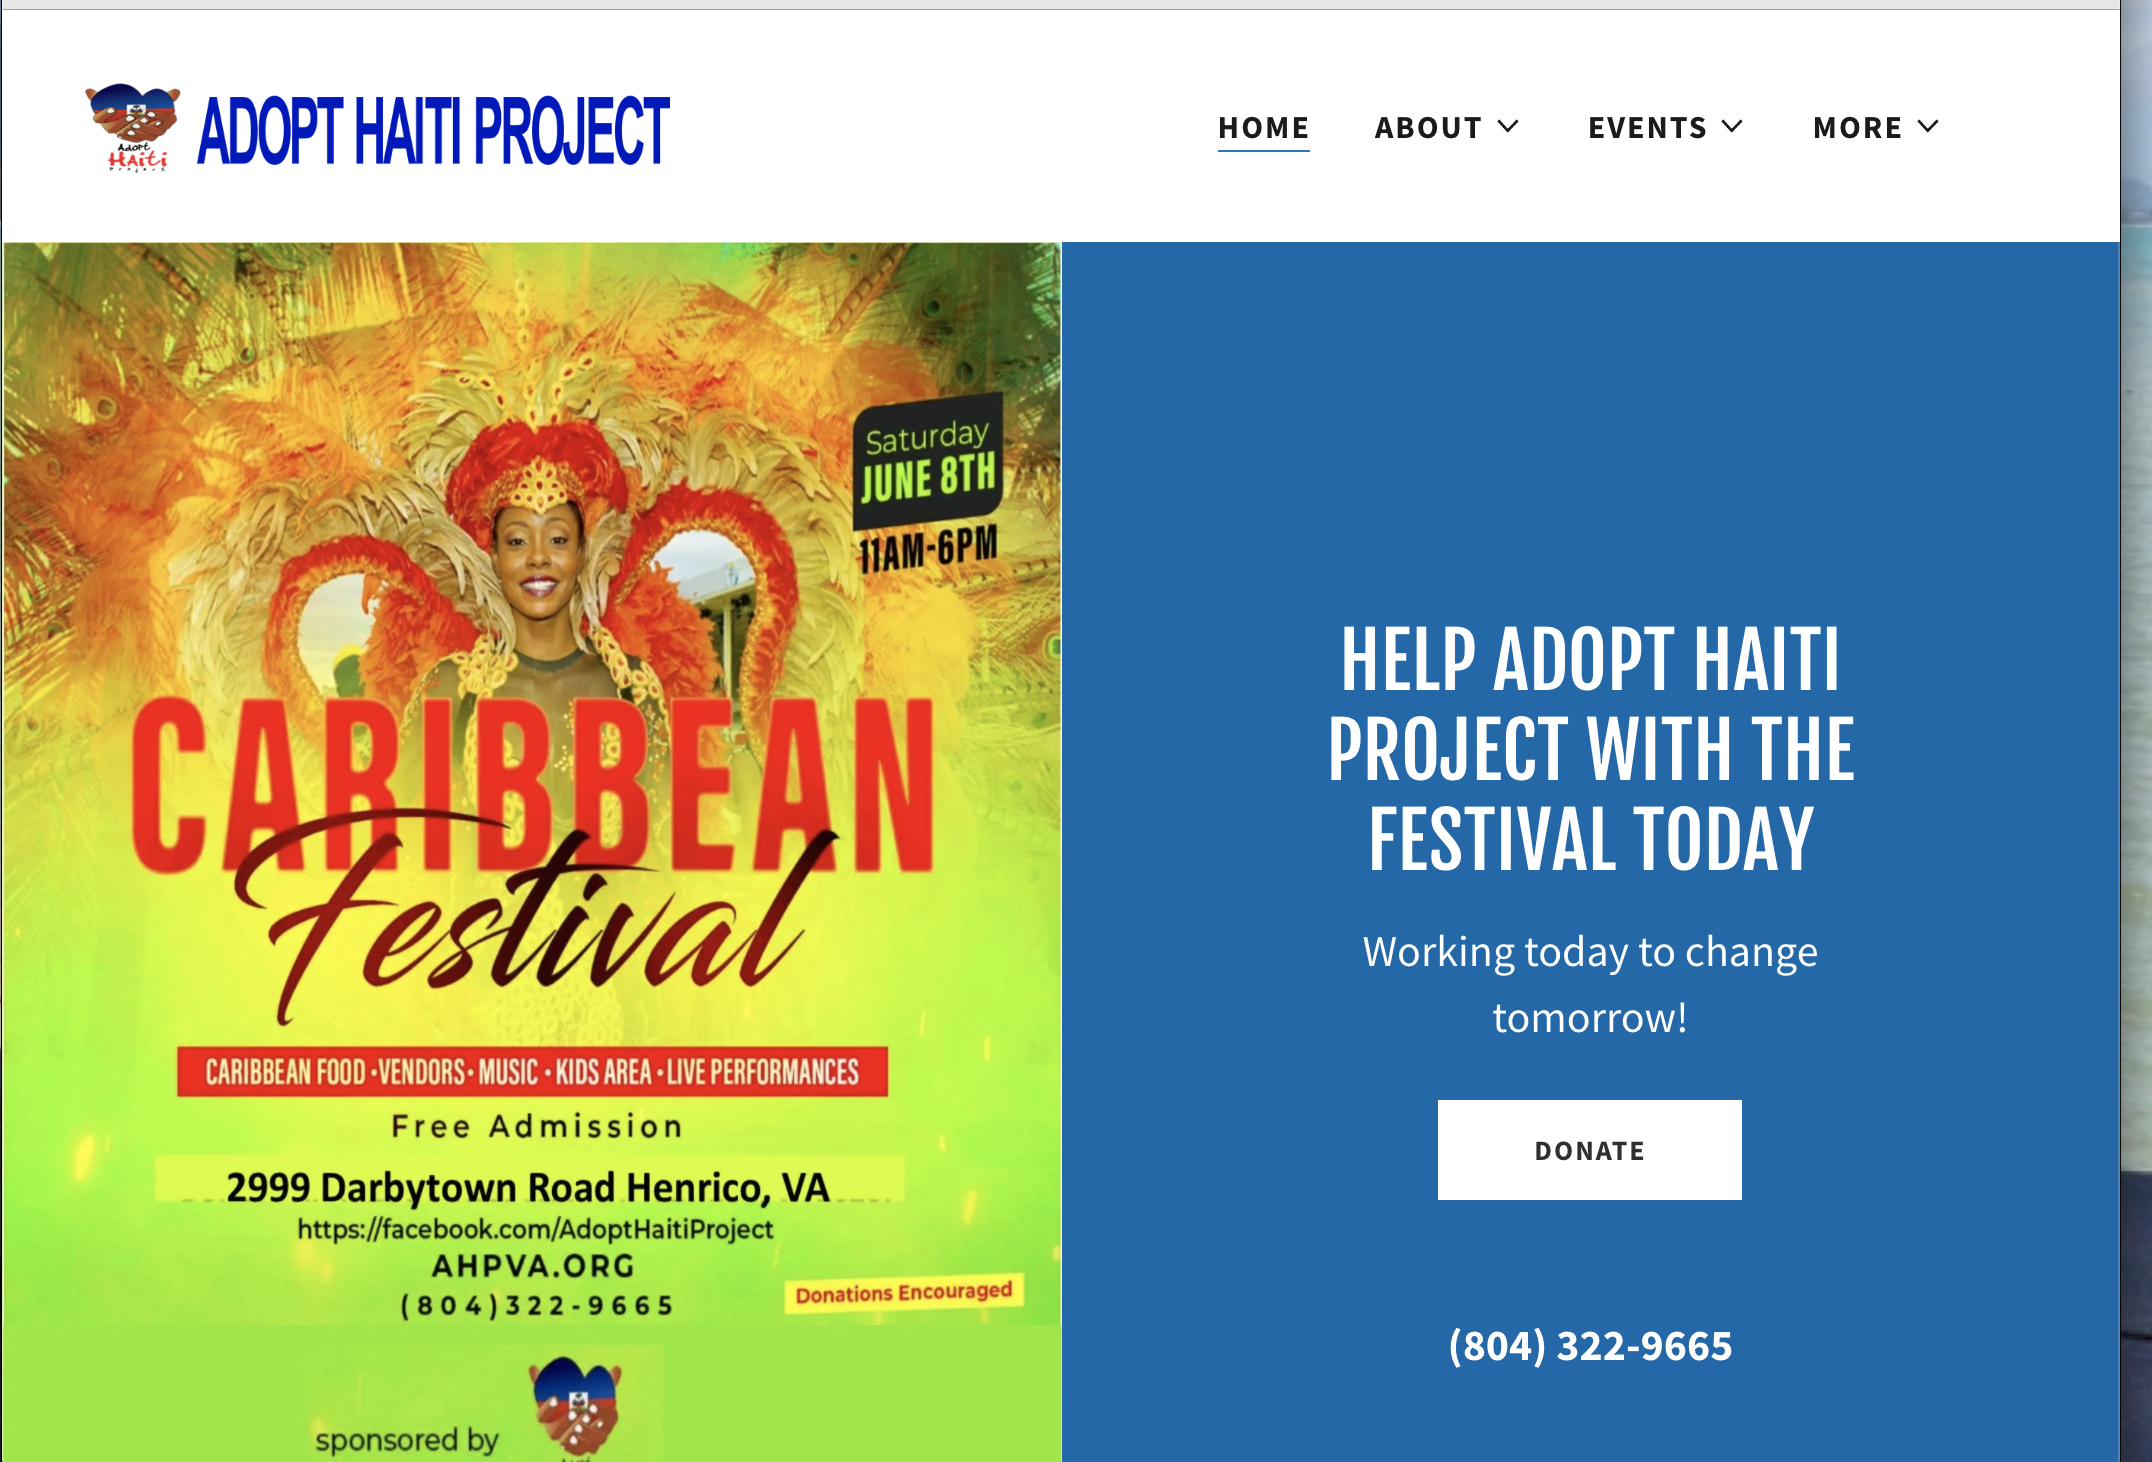 Adopt
Haiti
Project
ADOPT HAITI PROJECT
HOME
ABOUT
EVENTS
MORE
Saturday
JUNE 8TH
11AM-6PM
CARIBBEAN
Festival
CARIBBEAN FOOD •VENDORS• MUSIC • KIDS AREA •LIVE PERFORMANCES
Free Admission
2999 Darbytown Road Henrico, VA
https://facebook.com/AdoptHaitiProject
AHPVA.ORG
(804)322-9665
Donations Encouraged
sponsored by
HELP ADOPT HAITI
PROJECT WITH THE
FESTIVAL TODAY
Working today to change
tomorrow!
DONATE
(804) 322-9665